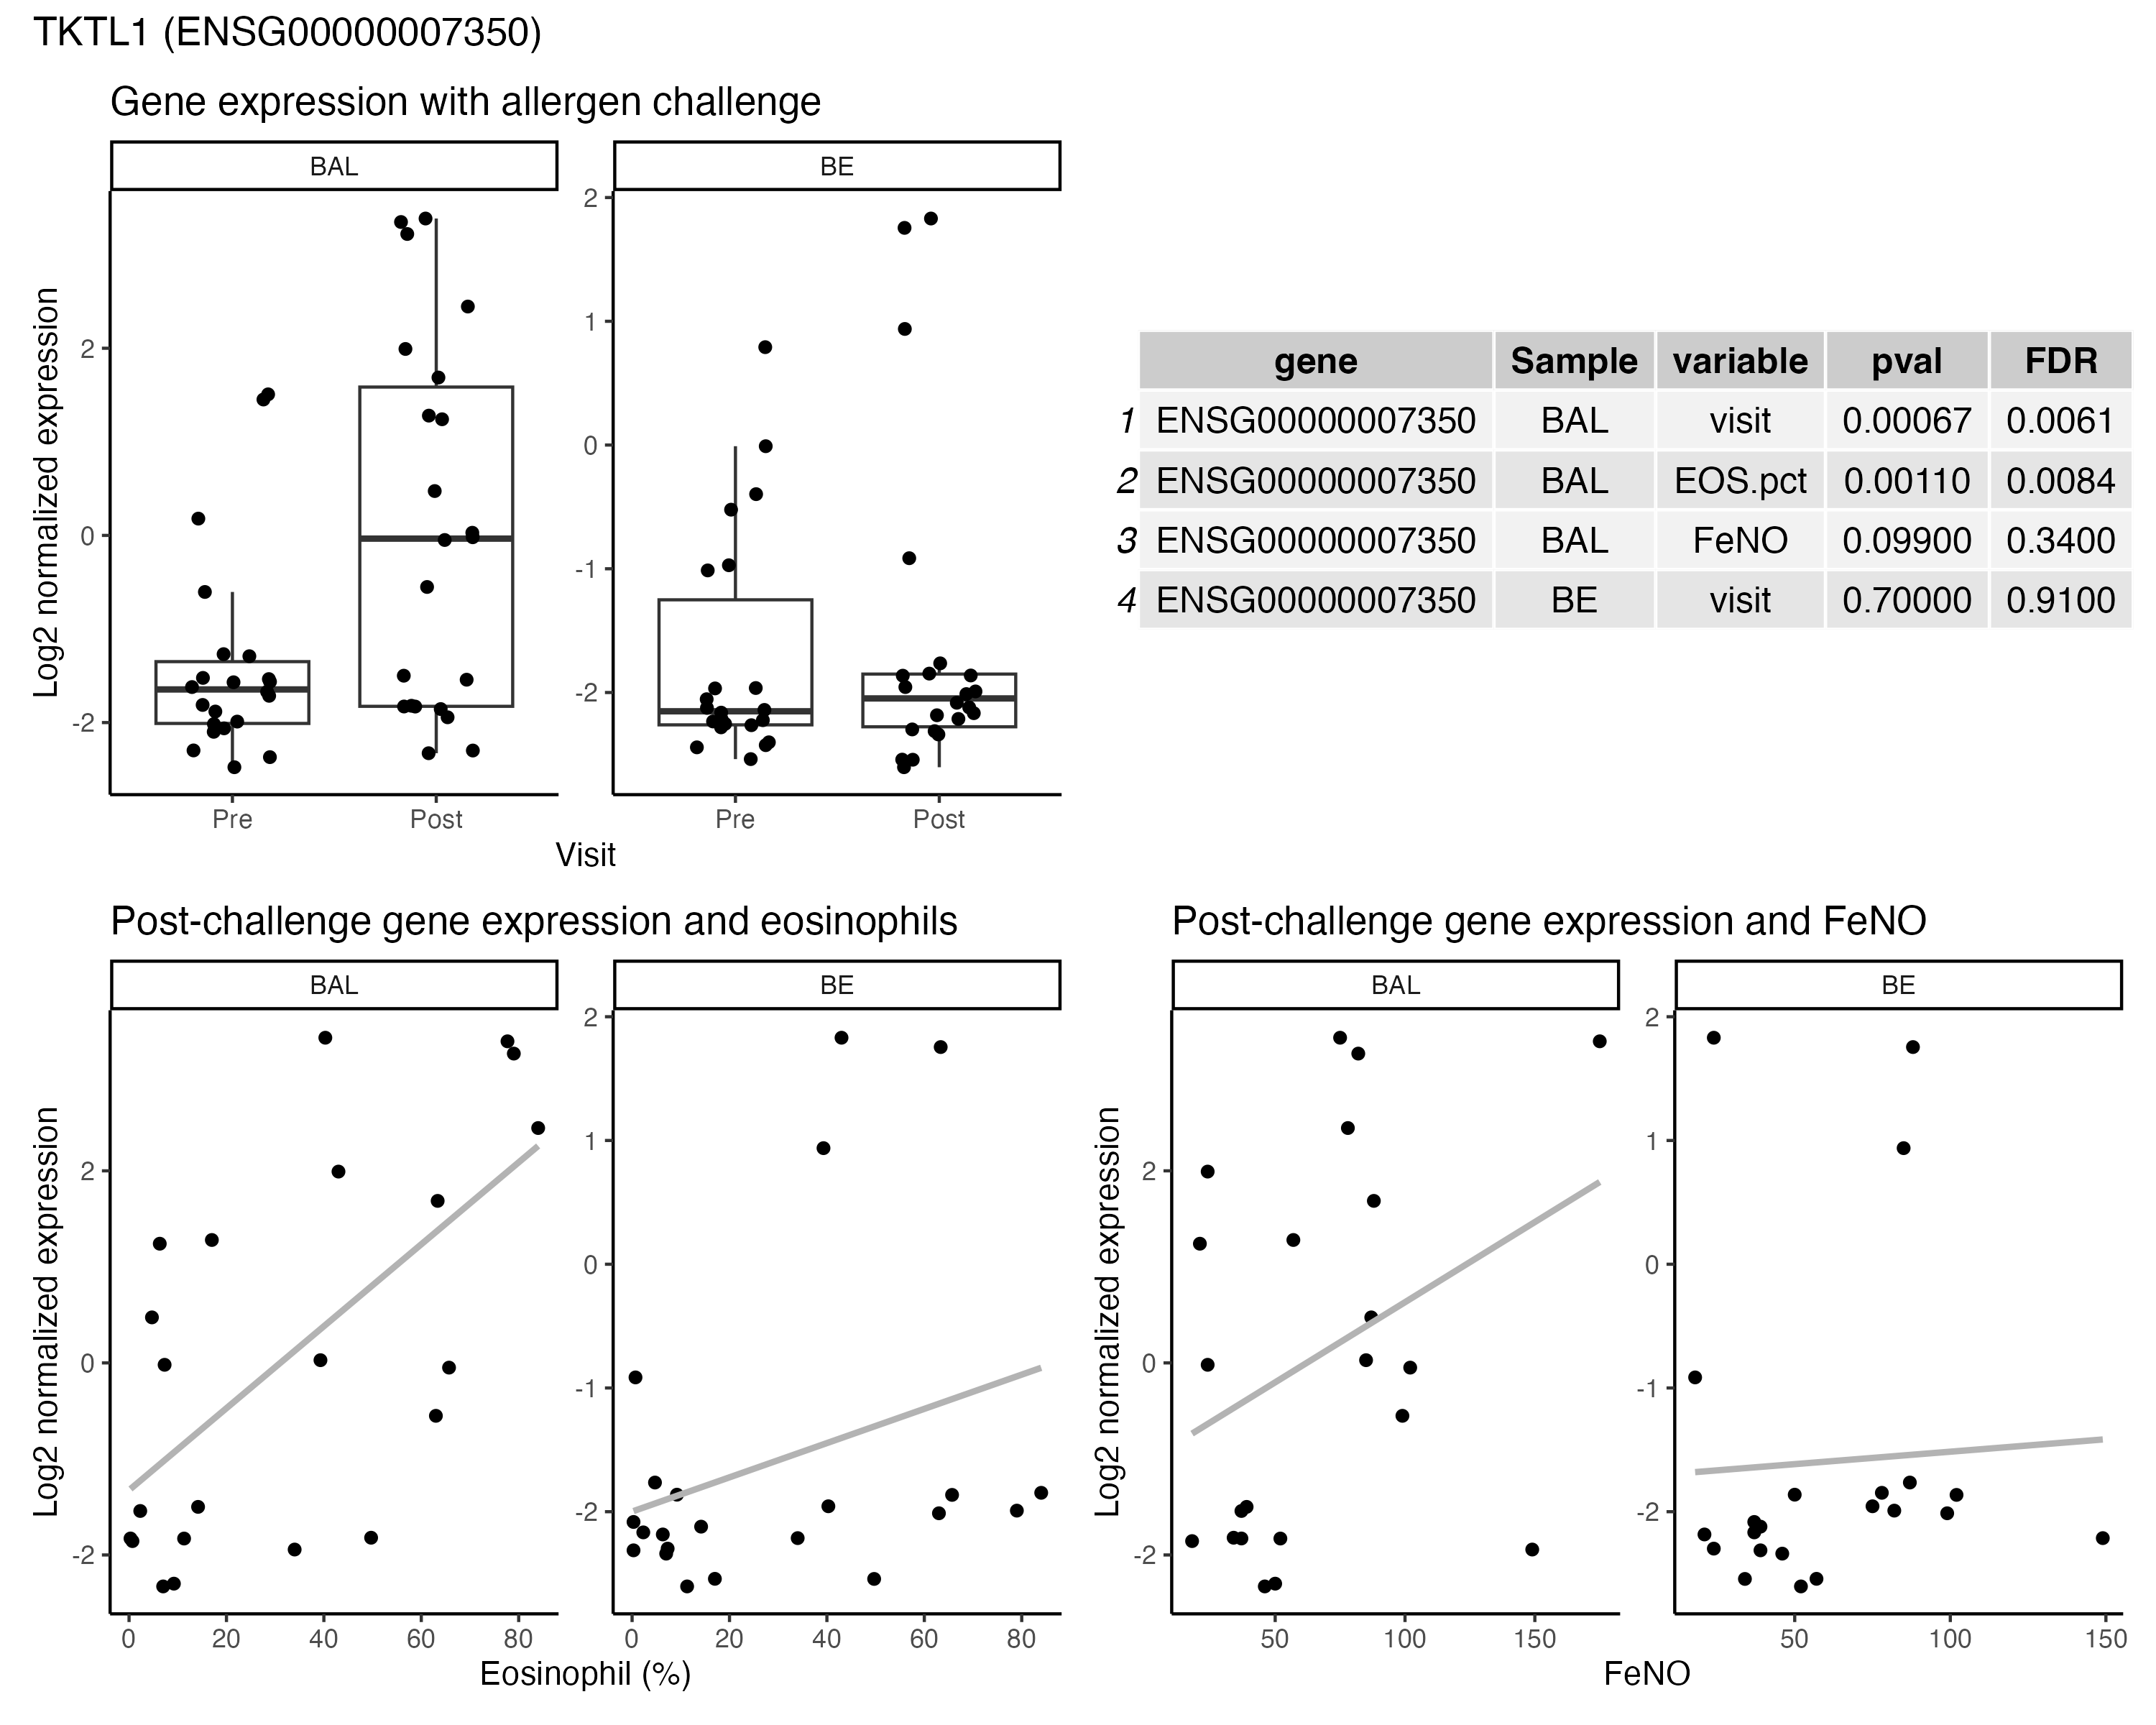 TKTL1 (ENSG00000007350)
Gene expression with allergen challenge
BAL
BE
Log2 normalized expression
2
0
-2
2
1
0
-1
-2
Pre
Post
Pre
Post
Visit
gene Sample variable pval FDR
1 ENSG00000007350 BAL visit 0.00067 0.0061
2 ENSG00000007350 BAL EOS.pct 0.00110 0.0084
3 ENSG00000007350 BAL FeNO 0.09900 0.3400
4 ENSG00000007350 BE visit 0.70000 0.9100
Post-challenge gene expression and eosinophils
BAL
BE
Log2 normalized expression
2
0
-2
2
1
0
-1
-2
0 20 40 60 80
0 20 40 60 80
Eosinophil (%)
Post-challenge gene expression and FeNO
BAL
BE
Log2 normalized expression
2
0
-2
2
1
0
-1
-2
50 100 150
50 100 150
FeNO